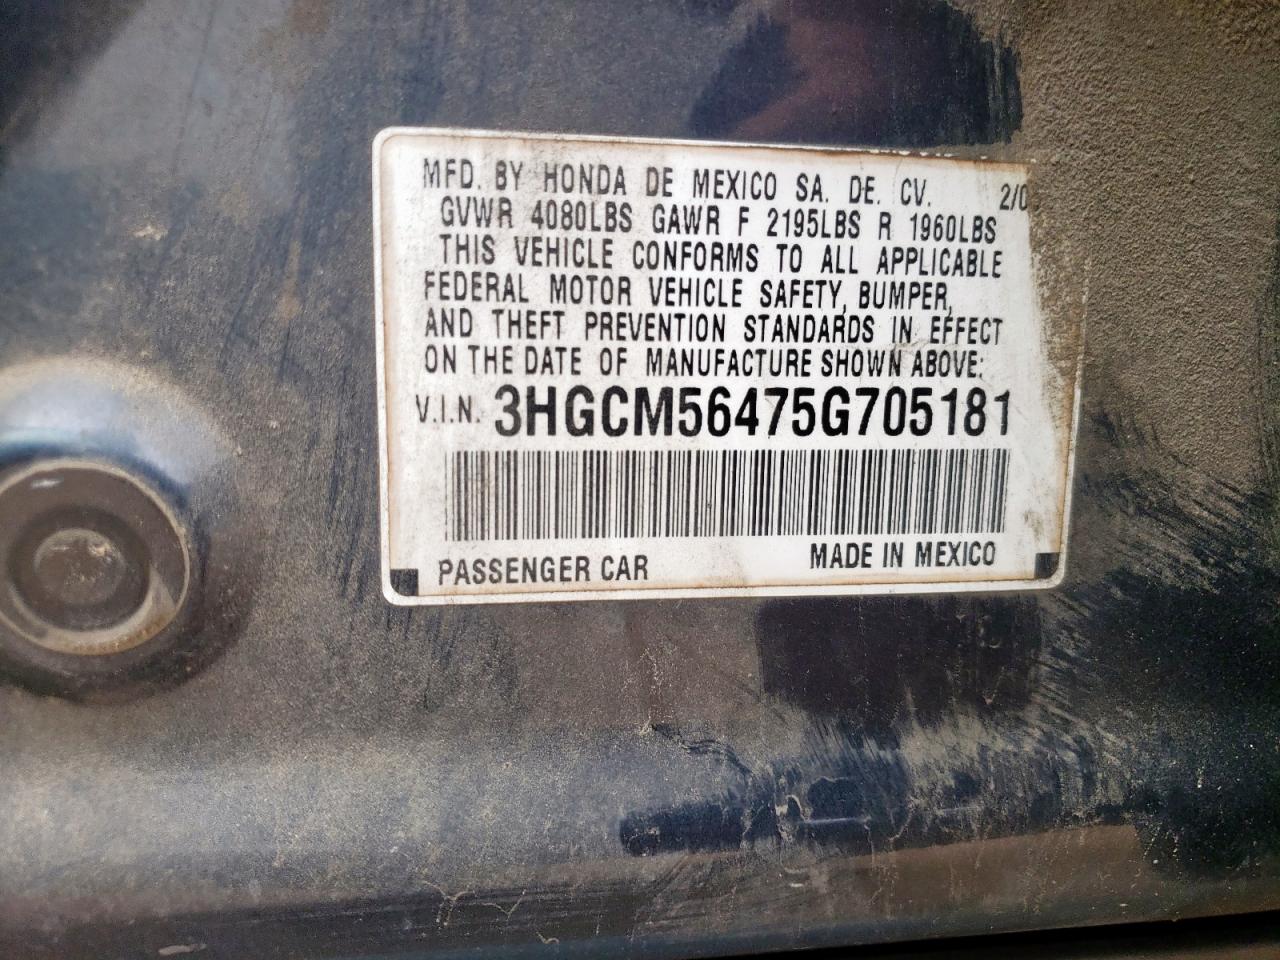 MFD. BY HONDA DE MEXICO SA. DE. CV. 2/0
GVWR 4080LBS GAWR F 2195LBS R 1960LBS
THIS VEHICLE CONFORMS TO ALL APPLICABLE
FEDERAL MOTOR VEHICLE SAFETY, BUMPER,
AND THEFT PREVENTION STANDARDS IN EFFECT
ON THE DATE OF MANUFACTURE SHOWN ABOVE:
V.I.N. 3HGCM56475G705181
PASSENGER CAR MADE IN MEXICO